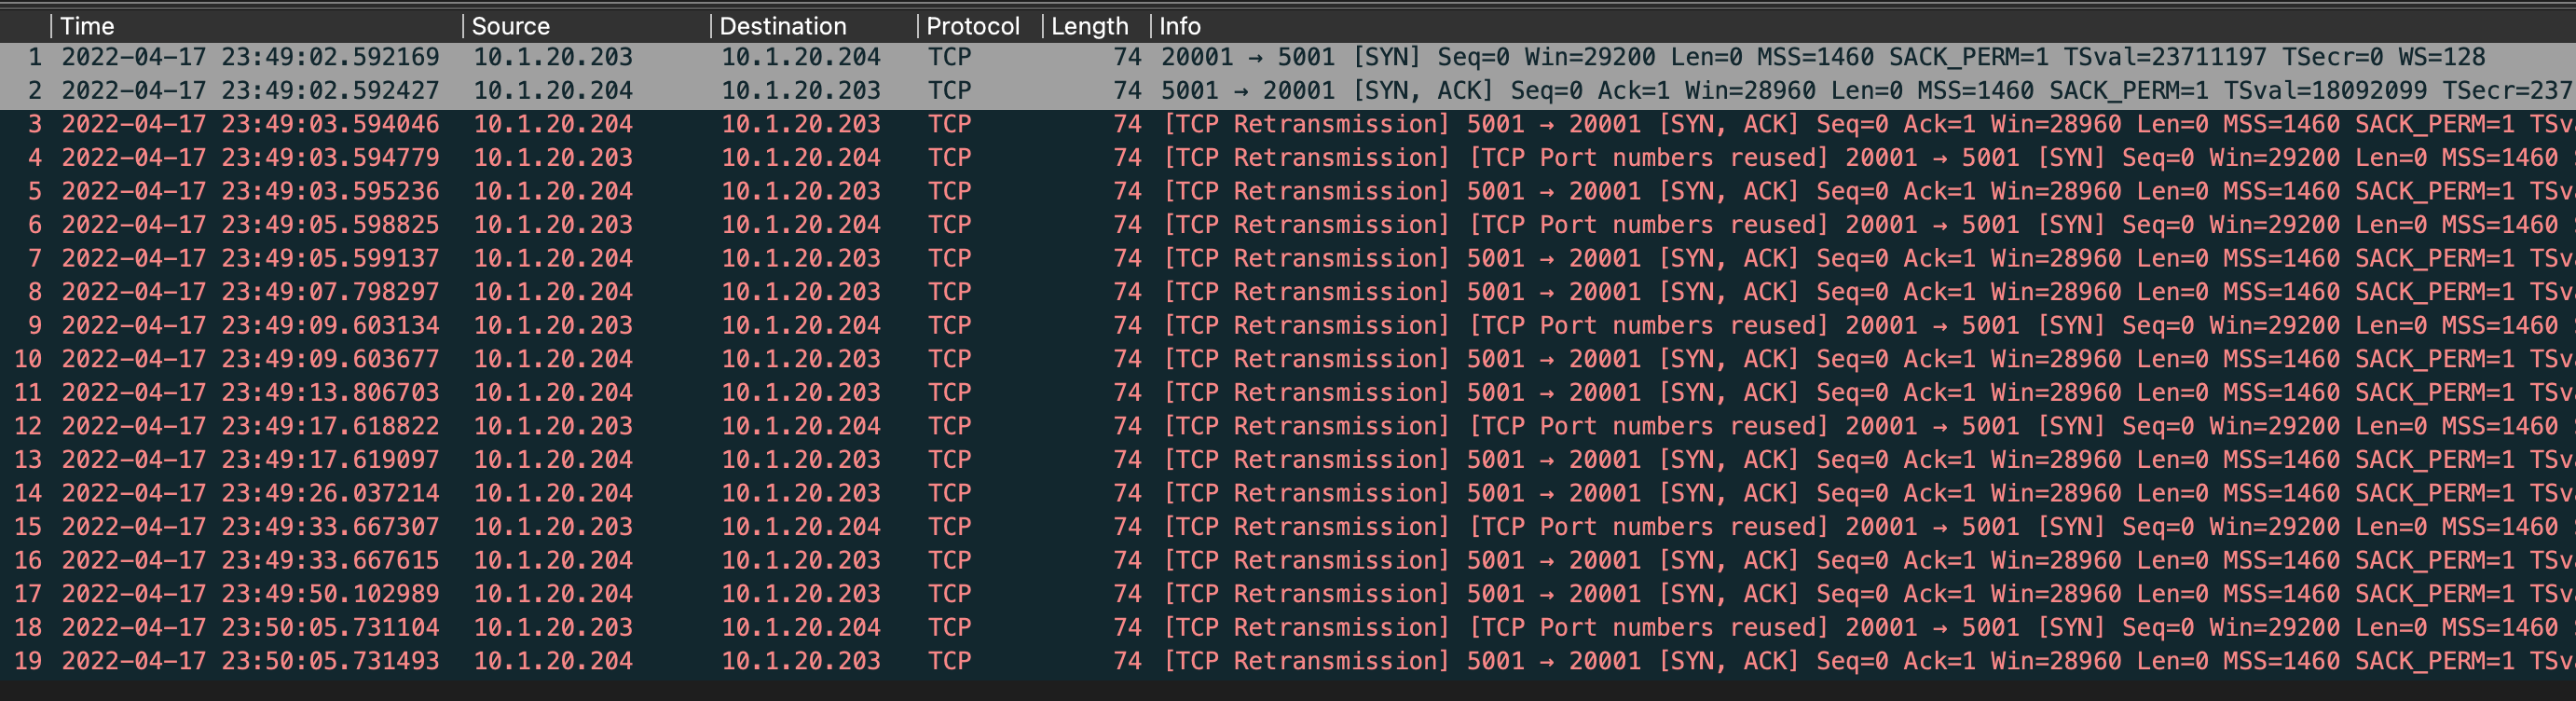 Time Source Destination Protocol Length Info
1 2022-04-17 23:49:02.592169 10.1.20.203 10.1.20.204 TCP 74 20001 → 5001 [SYN] Seq=0 Win=29200 Len=0 MSS=1460 SACK_PERM=1 TSval=23711197 TSecr=0 WS=128
2 2022-04-17 23:49:02.592427 10.1.20.204 10.1.20.203 TCP 74 5001 → 20001 [SYN, ACK] Seq=0 Ack=1 Win=28960 Len=0 MSS=1460 SACK_PERM=1 TSval=18092099 TSecr=237
3 2022-04-17 23:49:03.594046 10.1.20.204 10.1.20.203 TCP 74 [TCP Retransmission] 5001 → 20001 [SYN, ACK] Seq=0 Ack=1 Win=28960 Len=0 MSS=1460 SACK_PERM=1 TSv
4 2022-04-17 23:49:03.594779 10.1.20.203 10.1.20.204 TCP 74 [TCP Retransmission] [TCP Port numbers reused] 20001 → 5001 [SYN] Seq=0 Win=29200 Len=0 MSS=1460
5 2022-04-17 23:49:03.595236 10.1.20.204 10.1.20.203 TCP 74 [TCP Retransmission] 5001 → 20001 [SYN, ACK] Seq=0 Ack=1 Win=28960 Len=0 MSS=1460 SACK_PERM=1 TSv
6 2022-04-17 23:49:05.598825 10.1.20.203 10.1.20.204 TCP 74 [TCP Retransmission] [TCP Port numbers reused] 20001 → 5001 [SYN] Seq=0 Win=29200 Len=0 MSS=1460
7 2022-04-17 23:49:05.599137 10.1.20.204 10.1.20.203 TCP 74 [TCP Retransmission] 5001 → 20001 [SYN, ACK] Seq=0 Ack=1 Win=28960 Len=0 MSS=1460 SACK_PERM=1 TSv
8 2022-04-17 23:49:07.798297 10.1.20.204 10.1.20.203 TCP 74 [TCP Retransmission] 5001 → 20001 [SYN, ACK] Seq=0 Ack=1 Win=28960 Len=0 MSS=1460 SACK_PERM=1 TSv
9 2022-04-17 23:49:09.603134 10.1.20.203 10.1.20.204 TCP 74 [TCP Retransmission] [TCP Port numbers reused] 20001 → 5001 [SYN] Seq=0 Win=29200 Len=0 MSS=1460
10 2022-04-17 23:49:09.603677 10.1.20.204 10.1.20.203 TCP 74 [TCP Retransmission] 5001 → 20001 [SYN, ACK] Seq=0 Ack=1 Win=28960 Len=0 MSS=1460 SACK_PERM=1 TSv
11 2022-04-17 23:49:13.806703 10.1.20.204 10.1.20.203 TCP 74 [TCP Retransmission] 5001 → 20001 [SYN, ACK] Seq=0 Ack=1 Win=28960 Len=0 MSS=1460 SACK_PERM=1 TSv
12 2022-04-17 23:49:17.618822 10.1.20.203 10.1.20.204 TCP 74 [TCP Retransmission] [TCP Port numbers reused] 20001 → 5001 [SYN] Seq=0 Win=29200 Len=0 MSS=1460
13 2022-04-17 23:49:17.619097 10.1.20.204 10.1.20.203 TCP 74 [TCP Retransmission] 5001 → 20001 [SYN, ACK] Seq=0 Ack=1 Win=28960 Len=0 MSS=1460 SACK_PERM=1 TSv
14 2022-04-17 23:49:26.037214 10.1.20.204 10.1.20.203 TCP 74 [TCP Retransmission] 5001 → 20001 [SYN, ACK] Seq=0 Ack=1 Win=28960 Len=0 MSS=1460 SACK_PERM=1 TSv
15 2022-04-17 23:49:33.667307 10.1.20.203 10.1.20.204 TCP 74 [TCP Retransmission] [TCP Port numbers reused] 20001 → 5001 [SYN] Seq=0 Win=29200 Len=0 MSS=1460
16 2022-04-17 23:49:33.667615 10.1.20.204 10.1.20.203 TCP 74 [TCP Retransmission] 5001 → 20001 [SYN, ACK] Seq=0 Ack=1 Win=28960 Len=0 MSS=1460 SACK_PERM=1 TSv
17 2022-04-17 23:49:50.102989 10.1.20.204 10.1.20.203 TCP 74 [TCP Retransmission] 5001 → 20001 [SYN, ACK] Seq=0 Ack=1 Win=28960 Len=0 MSS=1460 SACK_PERM=1 TSv
18 2022-04-17 23:50:05.731104 10.1.20.203 10.1.20.204 TCP 74 [TCP Retransmission] [TCP Port numbers reused] 20001 → 5001 [SYN] Seq=0 Win=29200 Len=0 MSS=1460
19 2022-04-17 23:50:05.731493 10.1.20.204 10.1.20.203 TCP 74 [TCP Retransmission] 5001 → 20001 [SYN, ACK] Seq=0 Ack=1 Win=28960 Len=0 MSS=1460 SACK_PERM=1 TSv